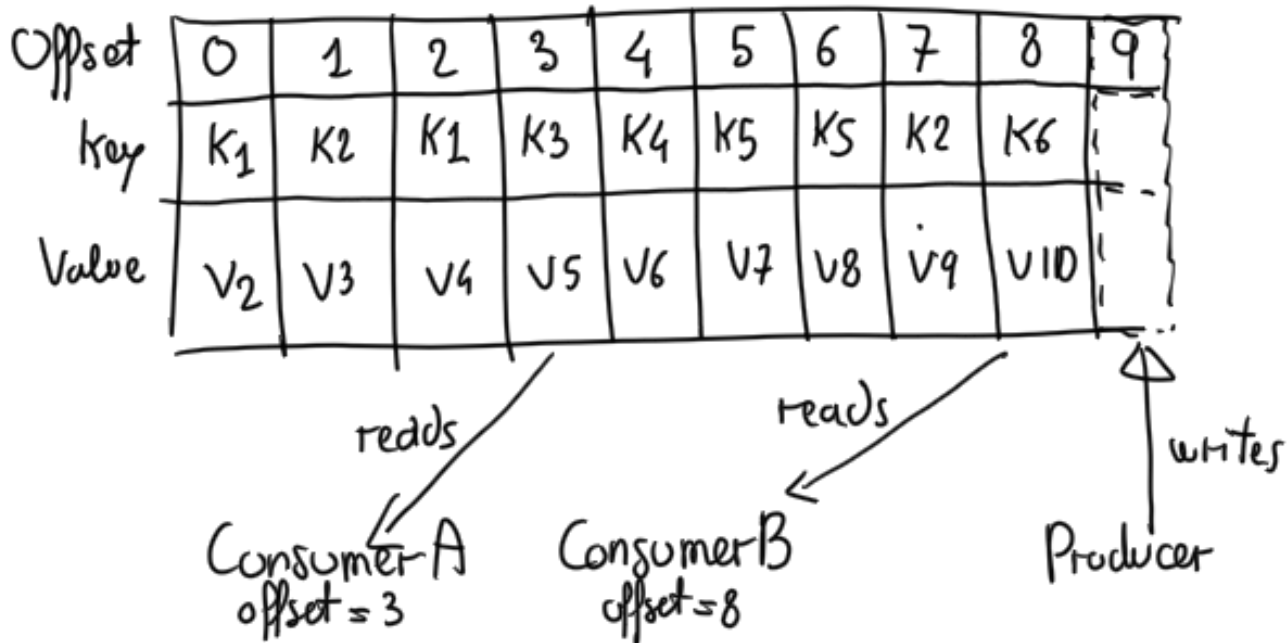 Offset 0 1 2 3 4 5 6 7 8 9
Key K1 K2 K1 K3 K4 K5 K5 K2 K6
Value V2 V3 V4 V5 V6 V7 V8 V9 V110
reads reads writes
Consumer A Consumer B Producer
offset = 3 offset = 8